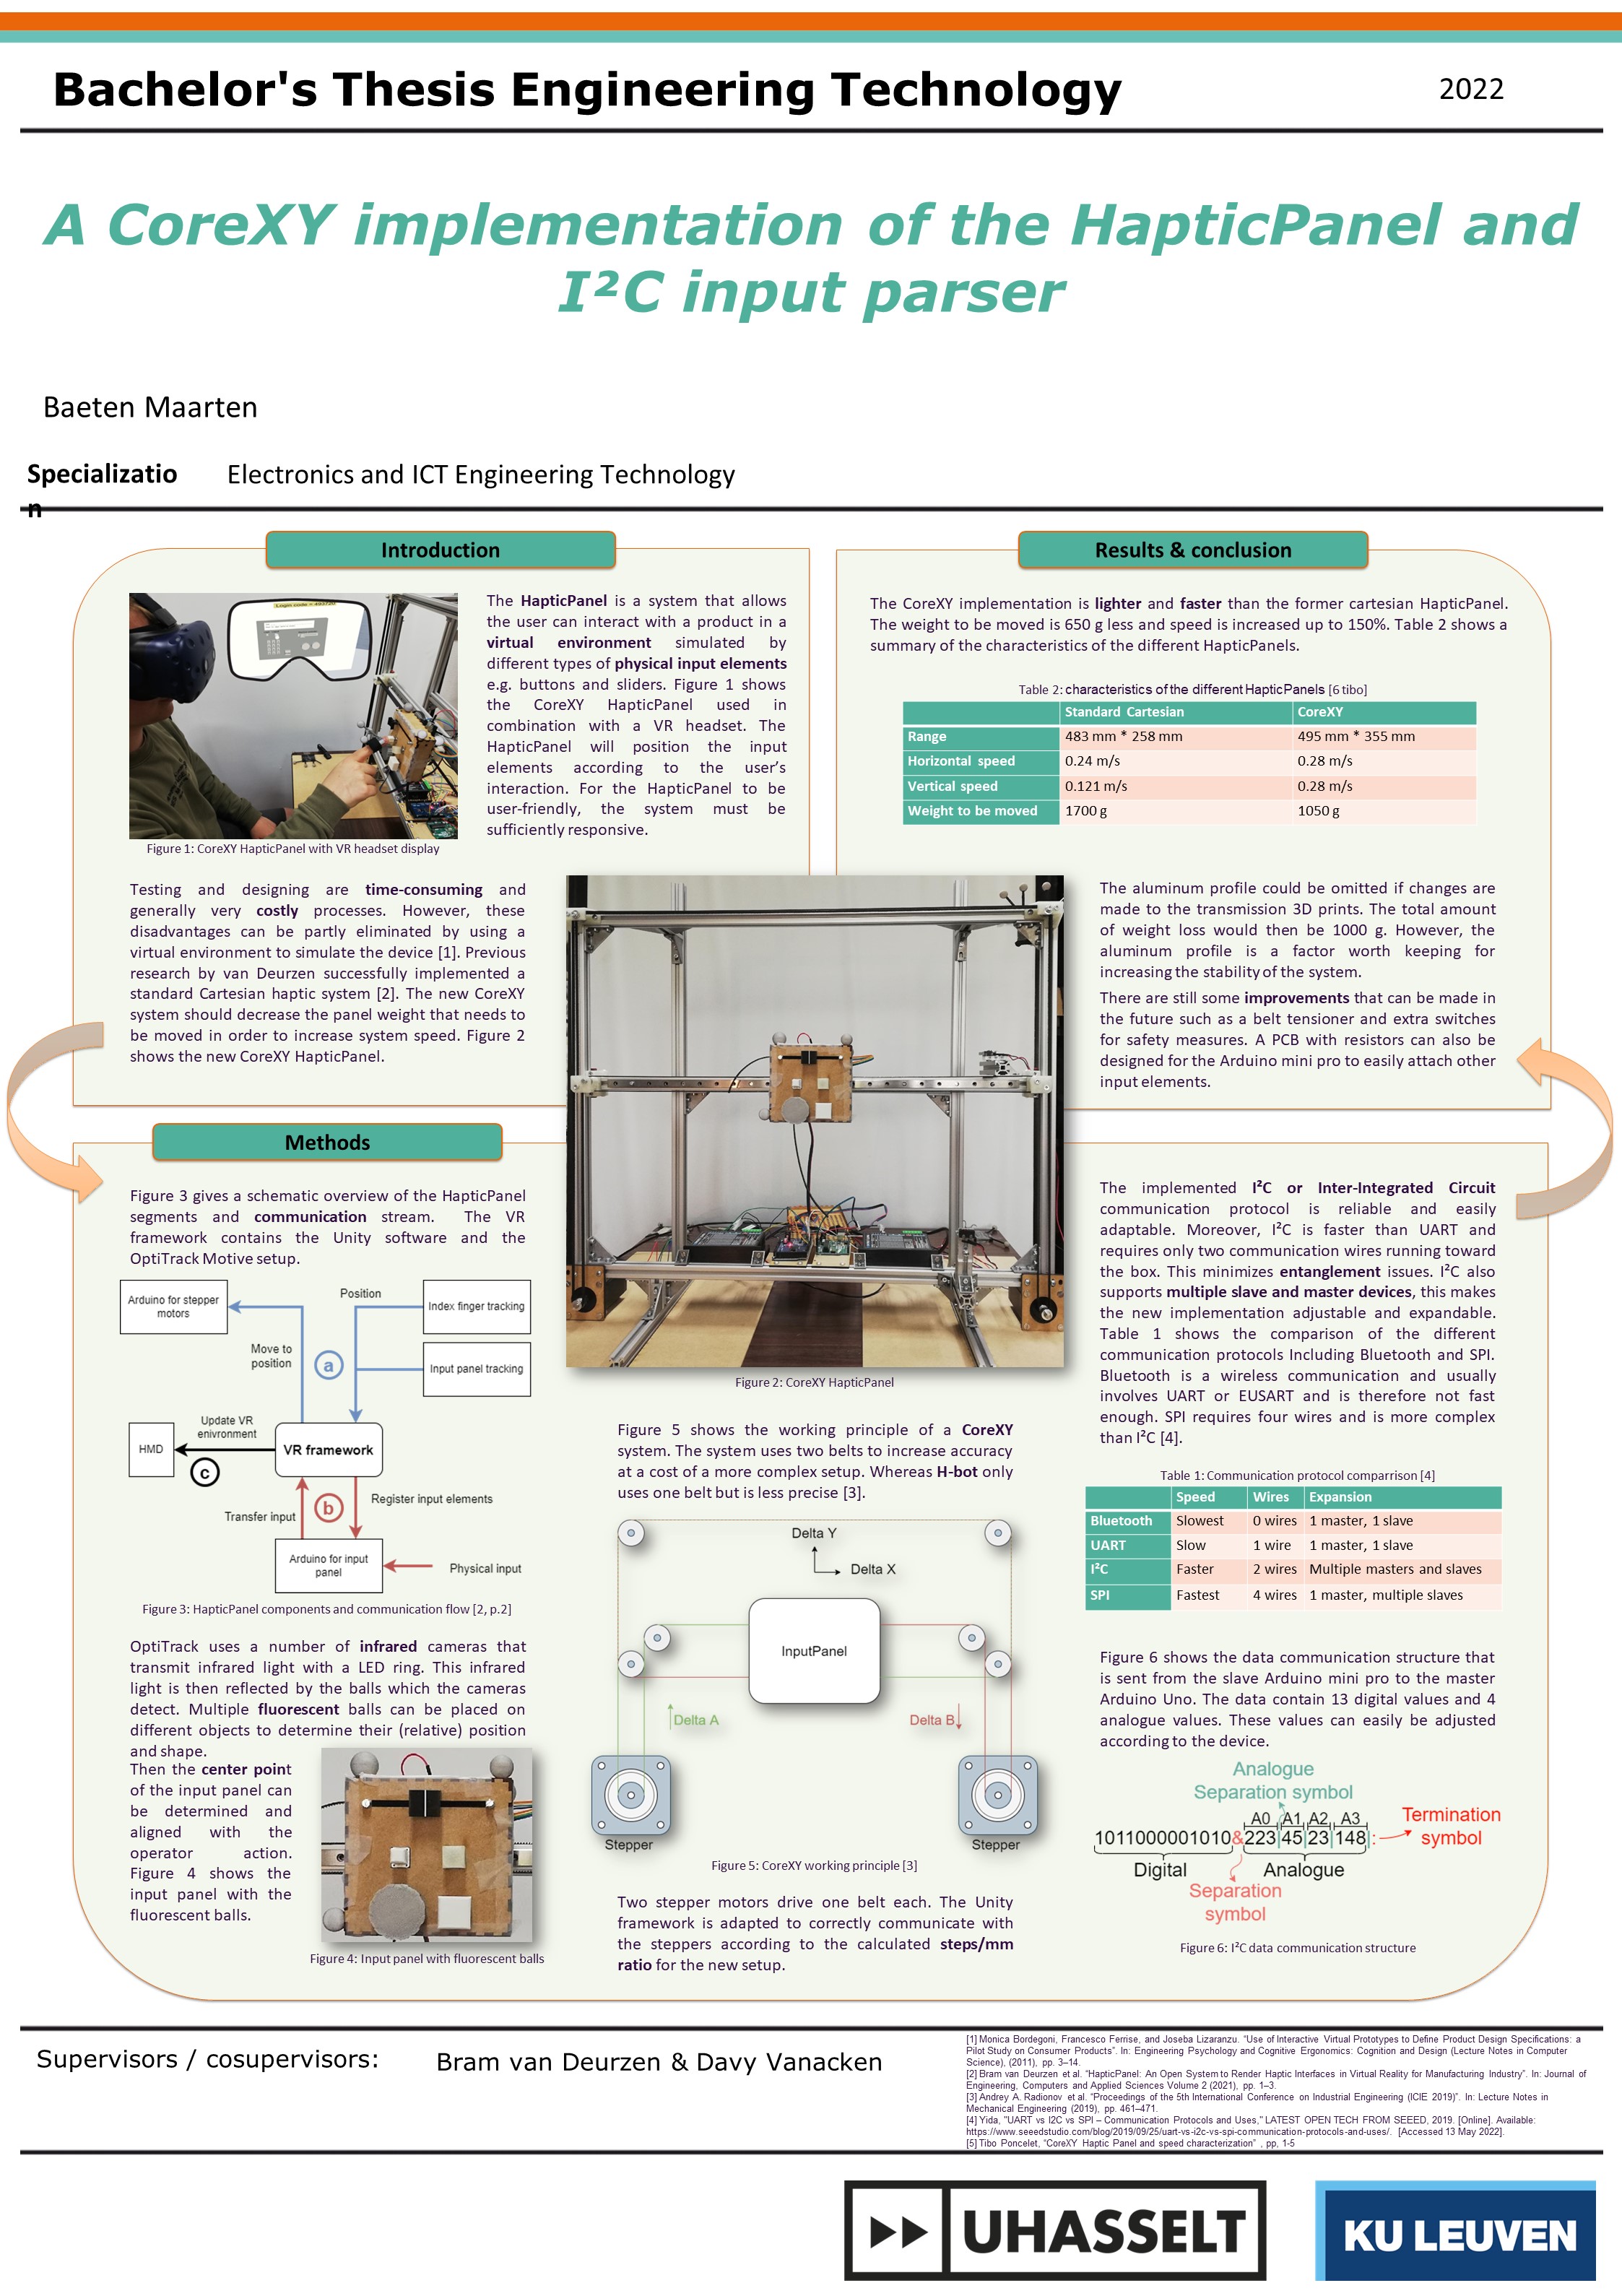 Bachelor's Thesis Engineering Technology
2022
A CoreXY implementation of the HapticPanel and
I²C input parser
Baeten Maarten
Specializatio
n
Electronics and ICT Engineering Technology
Introduction
The HapticPanel is a system that allows
the user can interact with a product in a
virtual environment simulated by
different types of physical input elements
e.g. buttons and sliders. Figure 1 shows
the CoreXY HapticPanel used in
combination with a VR headset. The
HapticPanel will position the input
elements according to the user's
interaction. For the HapticPanel to be
user-friendly, the system must be
sufficiently responsive.
Figure 1: CoreXY HapticPanel with VR headset display
Testing and designing are time-consuming and
generally very costly processes. However, these
disadvantages can be partly eliminated by using a
virtual environment to simulate the device [1]. Previous
research by van Deurzen successfully implemented a
standard Cartesian haptic system [2]. The new CoreXY
system should decrease the panel weight that needs to
be moved in order to increase system speed. Figure 2
shows the new CoreXY HapticPanel.
Results & conclusion
The CoreXY implementation is lighter and faster than the former cartesian HapticPanel.
The weight to be moved is 650 g less and speed is increased up to 150%. Table 2 shows a
summary of the characteristics of the different HapticPanels.
Table 2: characteristics of the different HapticPanels [6 tibo]
Standard Cartesian CoreXY
Range 483 mm * 258 mm 495 mm * 355 mm
Horizontal speed 0.24 m/s 0.28 m/s
Vertical speed 0.121 m/s 0.28 m/s
Weight to be moved 1700 g 1050 g
The aluminum profile could be omitted if changes are
made to the transmission 3D prints. The total amount
of weight loss would then be 1000 g. However, the
aluminum profile is a factor worth keeping for
increasing the stability of the system.
There are still some improvements that can be made in
the future such as a belt tensioner and extra switches
for safety measures. A PCB with resistors can also be
designed for the Arduino mini pro to easily attach other
input elements.
Methods
Figure 3 gives a schematic overview of the HapticPanel
segments and communication stream. The VR
framework contains the Unity software and the
OptiTrack Motive setup.
Arduino for stepper
motors
Position
Index finger tracking
Move to
position
a
Input panel tracking
Update VR
enivronment
HMD
VR framework
c
b
Transfer input
Register input elements
Arduino for input
panel
Physical input
Figure 3: HapticPanel components and communication flow [2, p.2]
OptiTrack uses a number of infrared cameras that
transmit infrared light with a LED ring. This infrared
light is then reflected by the balls which the cameras
detect. Multiple fluorescent balls can be placed on
different objects to determine their (relative) position
and shape.
Then the center point
of the input panel can
be determined and
aligned with the
operator action.
Figure 4 shows the
input panel with the
fluorescent balls.
Figure 4: Input panel with fluorescent balls
Figure 2: CoreXY HapticPanel
Figure 5 shows the working principle of a CoreXY
system. The system uses two belts to increase accuracy
at a cost of a more complex setup. Whereas H-bot only
uses one belt but is less precise [3].
Delta Y
Delta X
InputPanel
Delta A
Delta B
Stepper
Stepper
Figure 5: CoreXY working principle [3]
Two stepper motors drive one belt each. The Unity
framework is adapted to correctly communicate with
the steppers according to the calculated steps/mm
ratio for the new setup.
The implemented I²C or Inter-Integrated Circuit
communication protocol is reliable and easily
adaptable. Moreover, I²C is faster than UART and
requires only two communication wires running toward
the box. This minimizes entanglement issues. I²C also
supports multiple slave and master devices, this makes
the new implementation adjustable and expandable.
Table 1 shows the comparison of the different
communication protocols Including Bluetooth and SPI.
Bluetooth is a wireless communication and usually
involves UART or EUSART and is therefore not fast
enough. SPI requires four wires and is more complex
than I²C [4].
Table 1: Communication protocol comparrison [4]
Speed Wires Expansion
Bluetooth Slowest 0 wires 1 master, 1 slave
UART Slow 1 wire 1 master, 1 slave
I²C Faster 2 wires Multiple masters and slaves
SPI Fastest 4 wires 1 master, multiple slaves
Figure 6 shows the data communication structure that
is sent from the slave Arduino mini pro to the master
Arduino Uno. The data contain 13 digital values and 4
analogue values. These values can easily be adjusted
according to the device.
Analogue
Separation symbol
A0 A1 A2 A3
1011000001010&223|45|23|148|:
Termination
symbol
Digital
Analogue
Separation
symbol
Figure 6: I²C data communication structure
Supervisors / cosupervisors:
Bram van Deurzen & Davy Vanacken
[1] Monica Bordegoni, Francesco Ferrise, and Joseba Lizaranzu. "Use of Interactive Virtual Prototypes to Define Product Design Specifications: a
Pilot Study on Consumer Products". In: Engineering Psychology and Cognitive Ergonomics: Cognition and Design (Lecture Notes in Computer
Science), (2011), pp. 3–14.
[2] Bram van Deurzen et al. "HapticPanel: An Open System to Render Haptic Interfaces in Virtual Reality for Manufacturing Industry". In: Journal of
Engineering, Computers and Applied Sciences Volume 2 (2021), pp. 1–3.
[3] Andrey A. Radionov et al. "Proceedings of the 5th International Conference on Industrial Engineering (ICIE 2019)". In: Lecture Notes in
Mechanical Engineering (2019), pp. 461–471.
[4] Yida, "UART vs I2C vs SPI – Communication Protocols and Uses," LATEST OPEN TECH FROM SEEED, 2019. [Online]. Available:
https://www.seeedstudio.com/blog/2019/09/25/uart-vs-i2c-vs-spi-communication-protocols-and-uses/. [Accessed 13 May 2022].
[5] Tibo Poncelet, "CoreXY Haptic Panel and speed characterization" , pp, 1-5
UHASSELT
KU LEUVEN